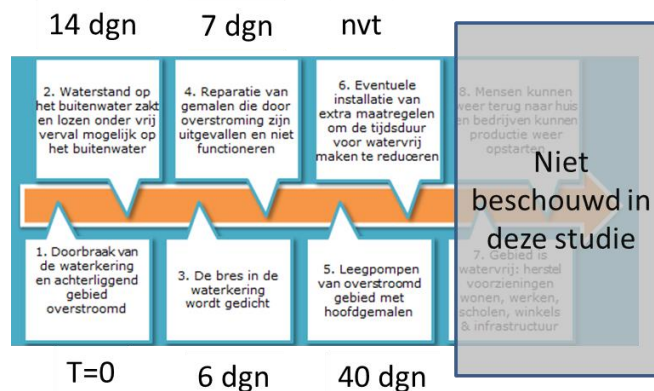 14 dgn
7 dgn
nvt
2. Waterstand op
het buitenwater zakt
en lozen onder vrij
verval mogelijk op
het buitenwater
4. Reparatie van
gemalen die door
overstroming zijn
uitgevallen en niet
functioneren
6. Eventuele
installatie van
extra maatregelen
om de tijdsduur
voor watervrij
maken te reduceren
8. Mensen kunnen
weer terug naar huis
en bedrijven kunnen
productie weer
opstarten
Niet
beschouwd in
deze studie
1. Doorbraak van
de waterkering
en achterliggend
gebied
overstroomd
3. De bres in de
waterkering
wordt gedicht
5. Leegpompen
van overstroomd
gebied met
hoofdgemalen
7. Gebied is
watervrij: herstel
voorzieningen
wonen, werken,
scholen, winkels
& infrastructuur
T=0
6 dgn
40 dgn